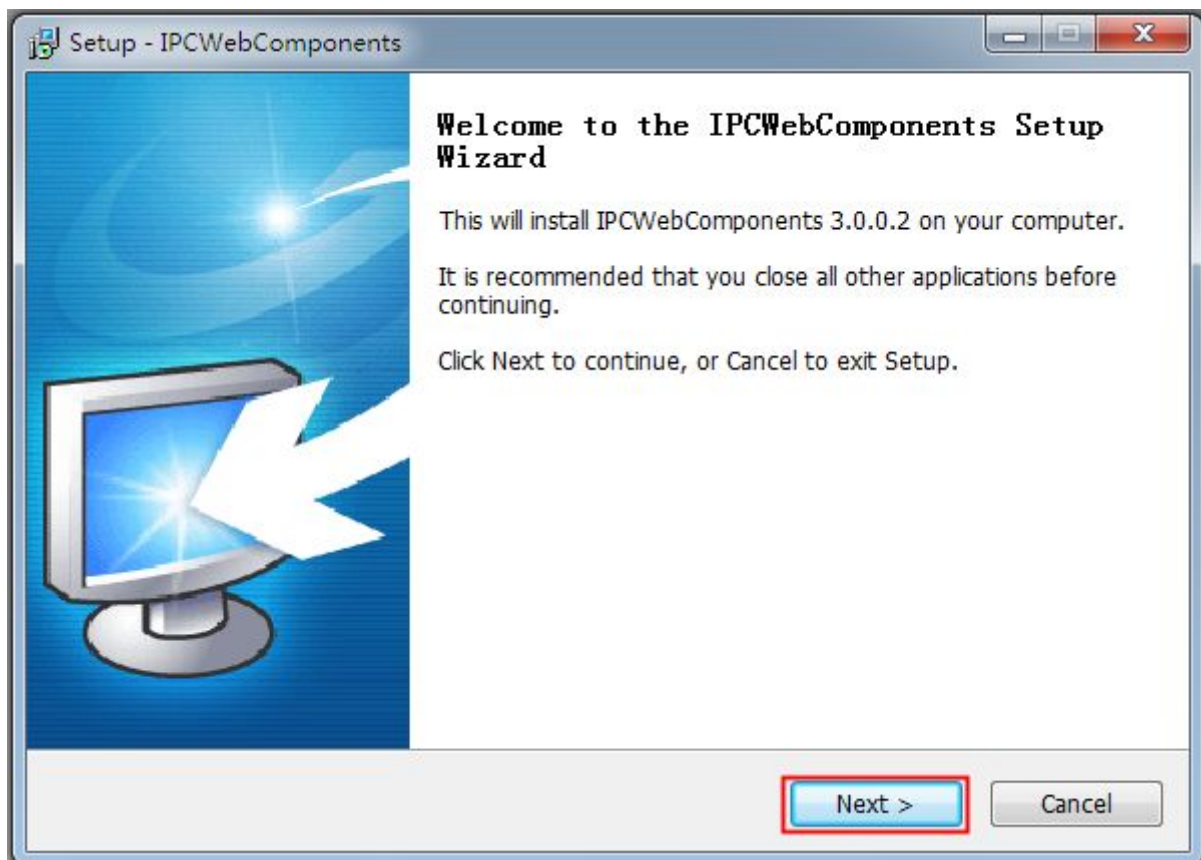 Setup - IPCWebComponents
Welcome to the IPCWebComponents Setup
Wizard
This will install IPCWebComponents 3.0.0.2 on your computer.
It is recommended that you close all other applications before
continuing.
Click Next to continue, or Cancel to exit Setup.
Next >
Cancel